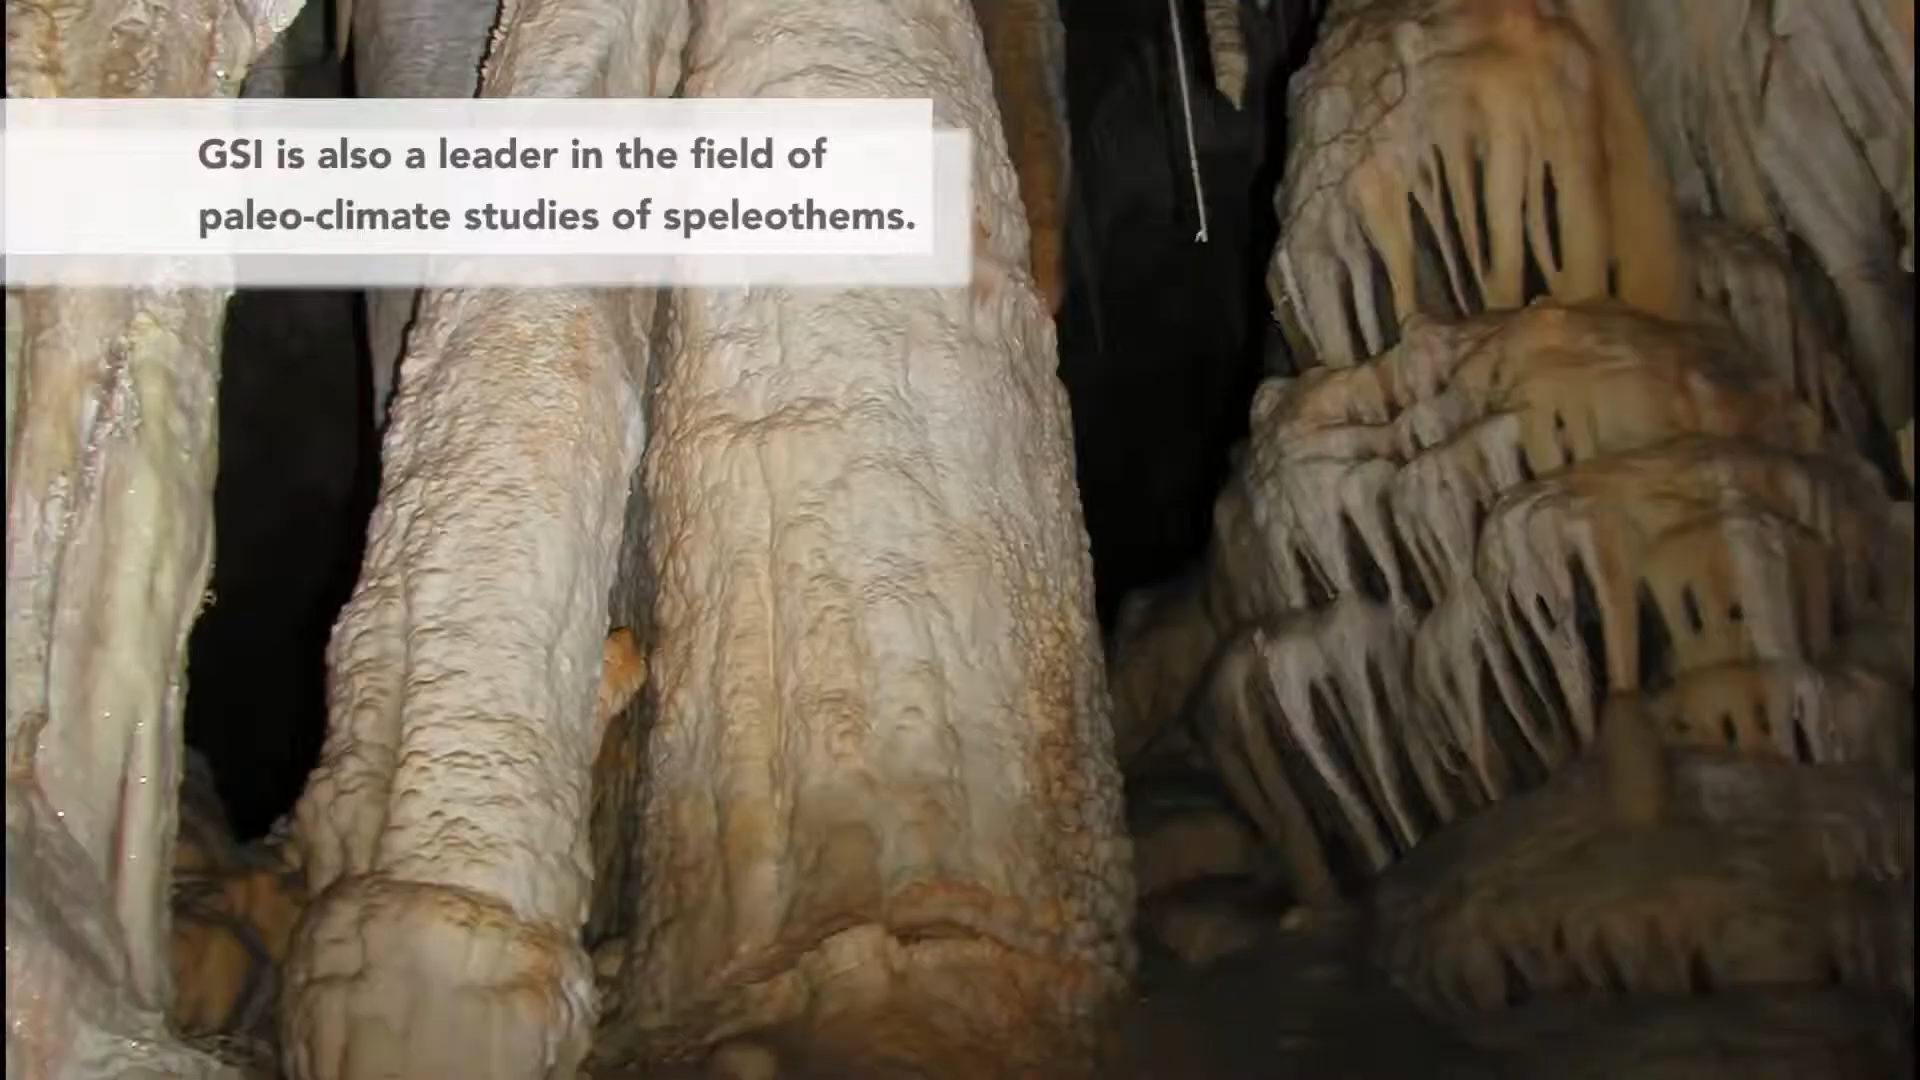 GSI is also a leader in the field of
paleo-climate studies of speleothems.